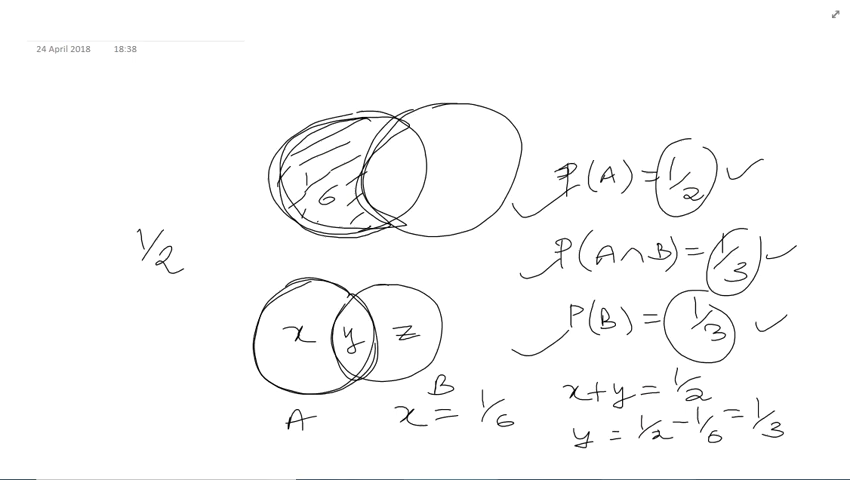 24 April 2018 18:38
1/6
P(A) = 1/2
1/2
P(A∩B) = 1/3
P(B) = 1/3
x y z
B
A
x = 1/6
x+y = 1/2
y = 1/2 - 1/6 = 1/3